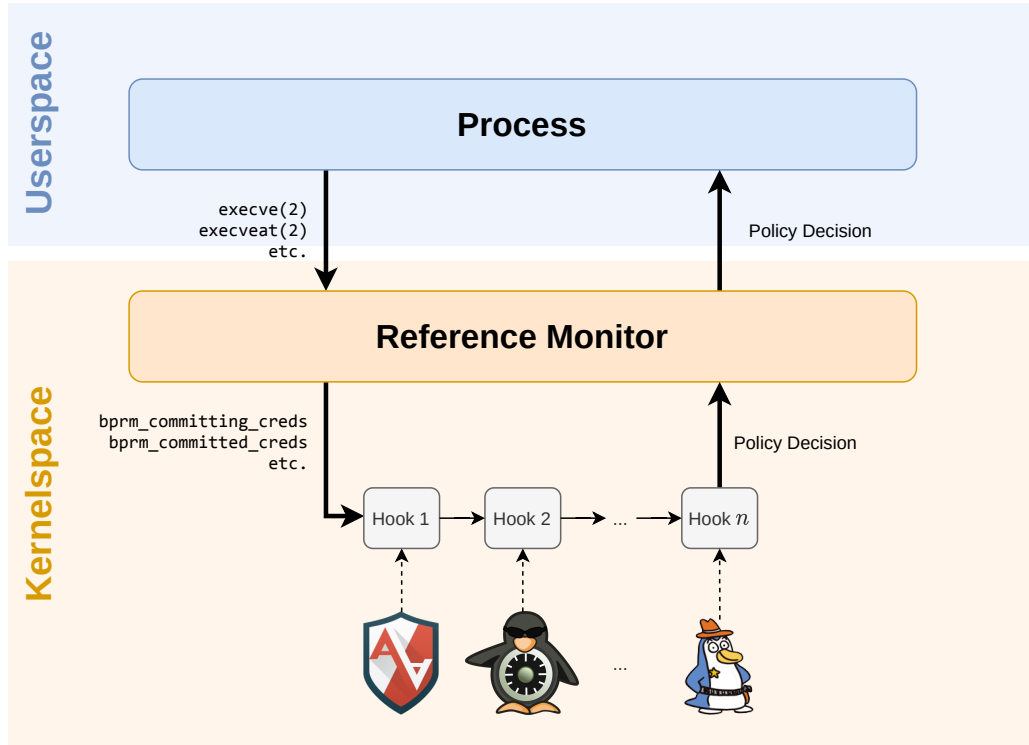 Userspace
Process
execve(2)
execveat(2)
etc.
Policy Decision
Kernelspace
Reference Monitor
bprm_committing_creds
bprm_committed_creds
etc.
Policy Decision
Hook 1
Hook 2
...
Hook n
AA
...